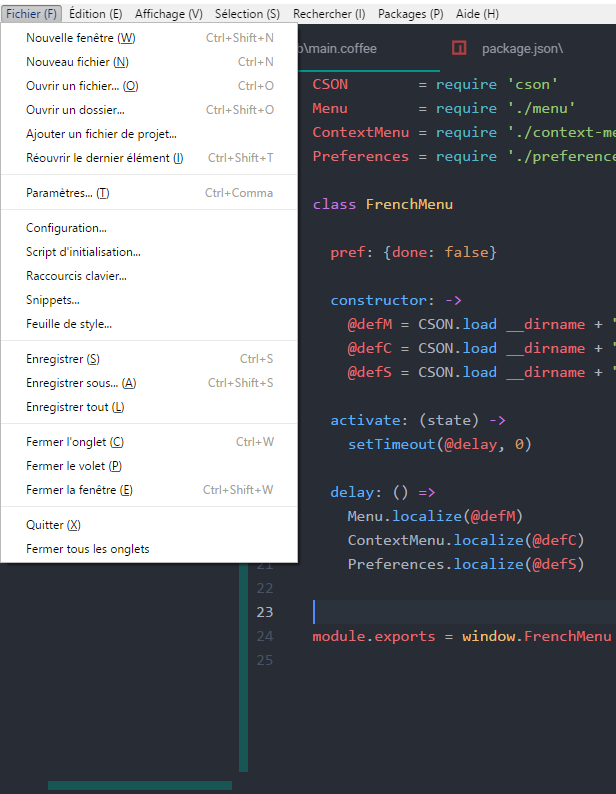 Fichier (F) Édition (E) Affichage (V) Sélection (S) Rechercher (I) Packages (P) Aide (H)
Nouvelle fenêtre (W) Ctrl+Shift+N
Nouveau fichier (N) Ctrl+N
Ouvrir un fichier... (O) Ctrl+O
Ouvrir un dossier... Ctrl+Shift+O
Ajouter un fichier de projet...
Réouvrir le dernier élément (I) Ctrl+Shift+T
Paramètres... (T) Ctrl+Comma
Configuration...
Script d'initialisation...
Raccourcis clavier...
Snippets...
Feuille de style...
Enregistrer (S) Ctrl+S
Enregistrer sous... (A) Ctrl+Shift+S
Enregistrer tout (L)
Fermer l'onglet (C) Ctrl+W
Fermer le volet (P)
Fermer la fenêtre (E) Ctrl+Shift+W
Quitter (X)
Fermer tous les onglets
\main.coffee package.json\
CSON = require 'cson'
Menu = require './menu'
ContextMenu = require './context-me
Preferences = require './preference
class FrenchMenu
pref: {done: false}
constructor: ->
@defM = CSON.load __dirname + '
@defC = CSON.load __dirname + '
@defS = CSON.load __dirname + '
activate: (state) ->
setTimeout(@delay, 0)
delay: () =>
Menu.localize(@defM)
ContextMenu.localize(@defC)
21 Preferences.localize(@defS)
22
23
24 module.exports = window.FrenchMenu
25